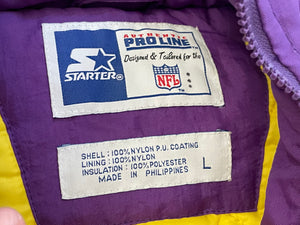 AUTHENTIC
PRO LINE
STARTER
Designed & Tailored for the
NFL
SHELL : 100% NYLON P.U. COATING
LINING : 100% NYLON
INSULATION : 100% POLYESTER
MADE IN PHILIPPINES
L